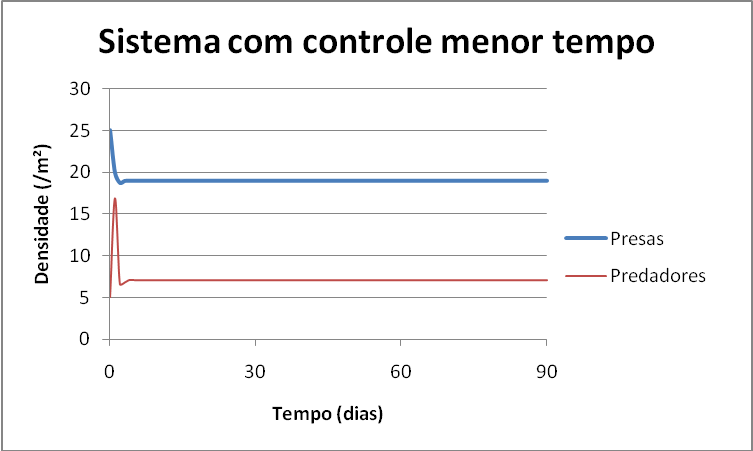 Sistema com controle menor tempo
30
25
20
15
10
5
0
Densidade (/m²)
0 30 60 90
Tempo (dias)
Presas
Predadores